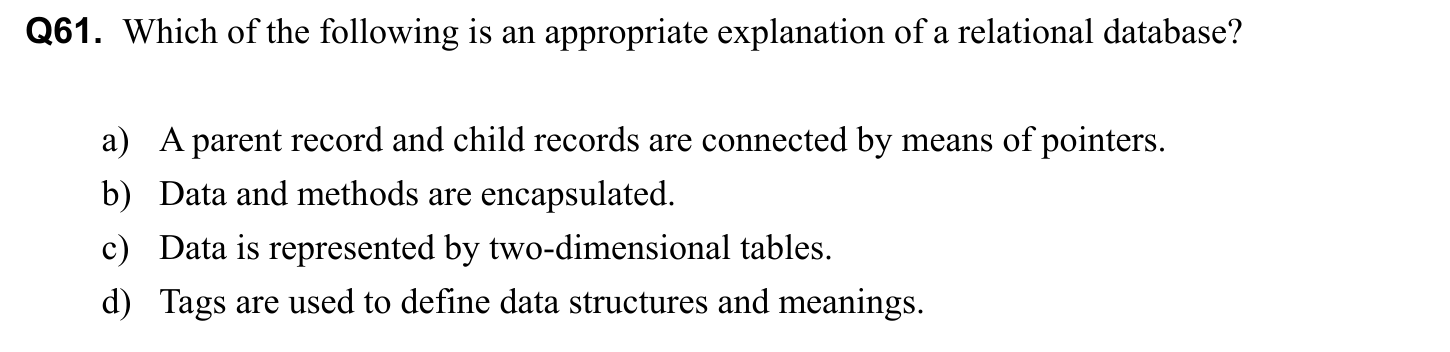 Q61. Which of the following is an appropriate explanation of a relational database?
a) A parent record and child records are connected by means of pointers.
b) Data and methods are encapsulated.
c) Data is represented by two-dimensional tables.
d) Tags are used to define data structures and meanings.